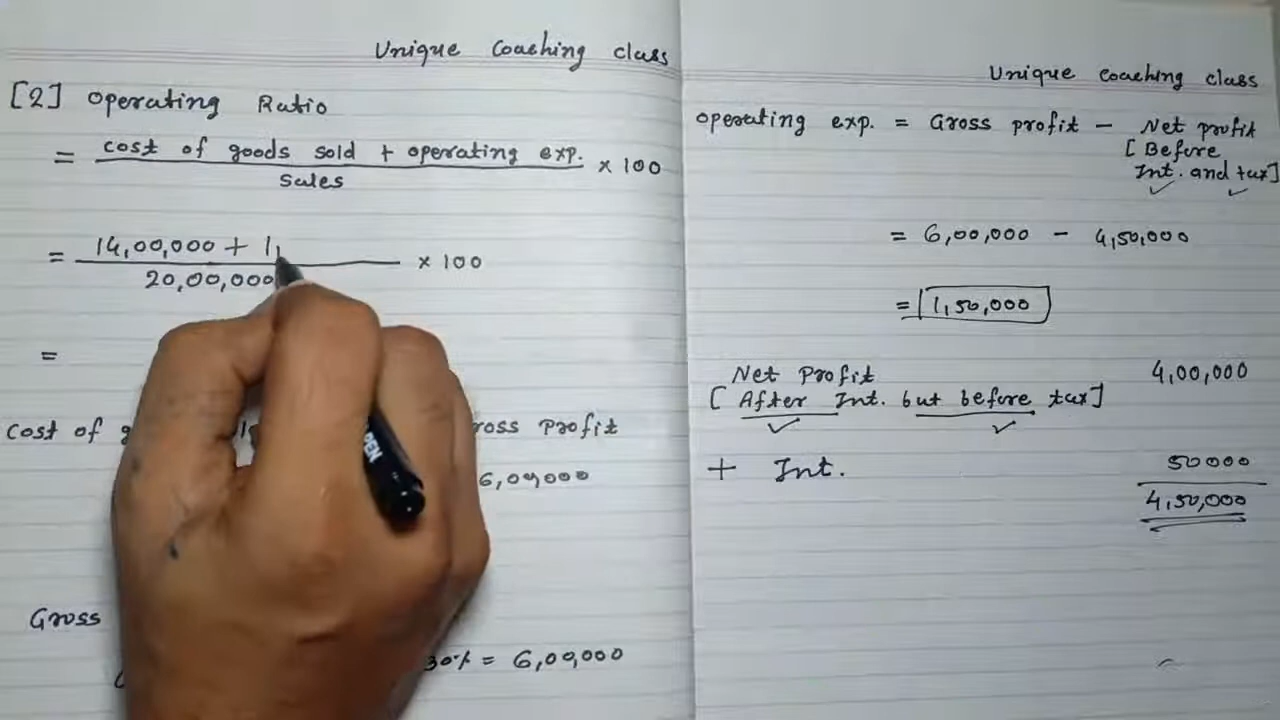 Unique Coaching class
[2] Operating Ratio
= cost of goods sold + operating exp. × 100
sales
= 14,00,000 + 1, × 100
20,00,000
=
Cost of Profit
6,00,000
Gross
30% = 6,00,000
Unique coaching class
operating exp. = Gross profit - Net profit
[Before
Int. and tax]
= 6,00,000 - 4,50,000
= 1,50,000
Net Profit 4,00,000
[After Int. but before tax]
+ Int. 50000
4,50,000
PEN